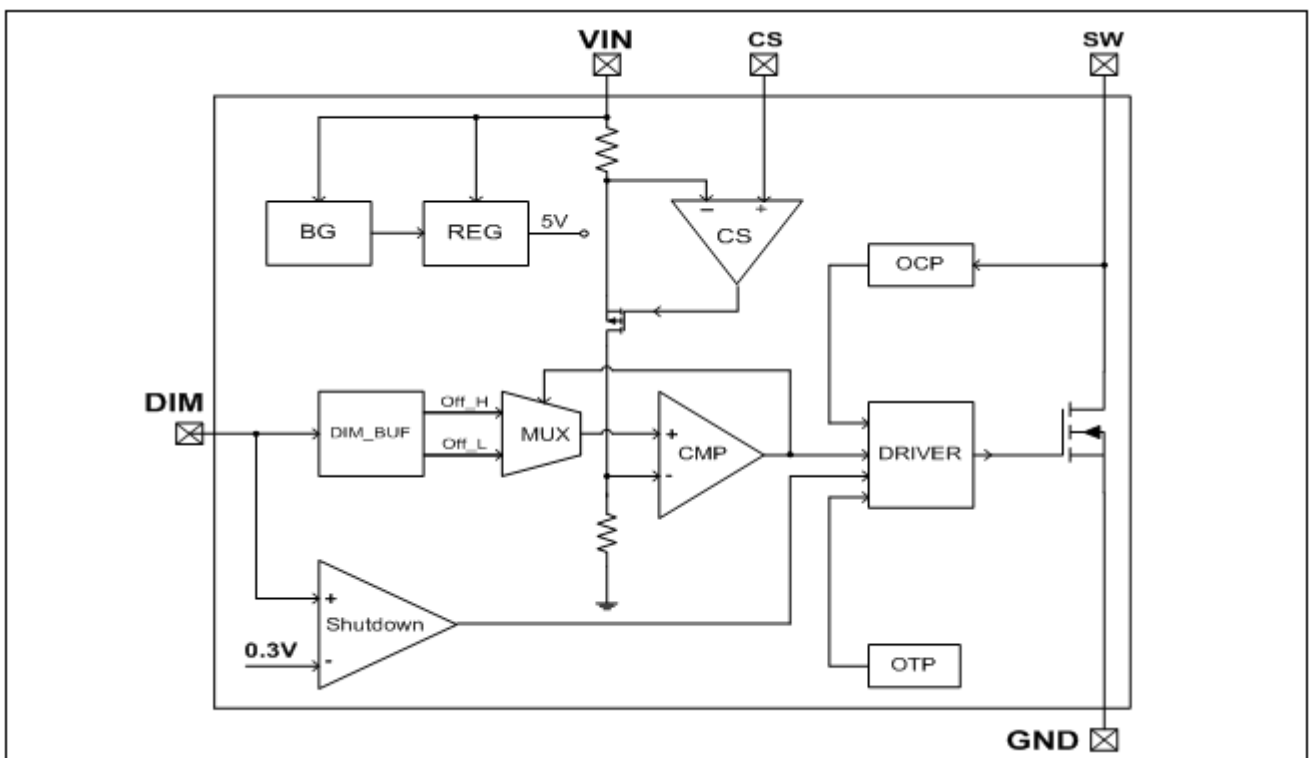 VIN
CS
SW
BG
REG
5V
− +
CS
OCP
DIM
DIM_BUF
Off_H
Off_L
MUX
+
-
CMP
DRIVER
+
Shutdown
0.3V
-
OTP
GND